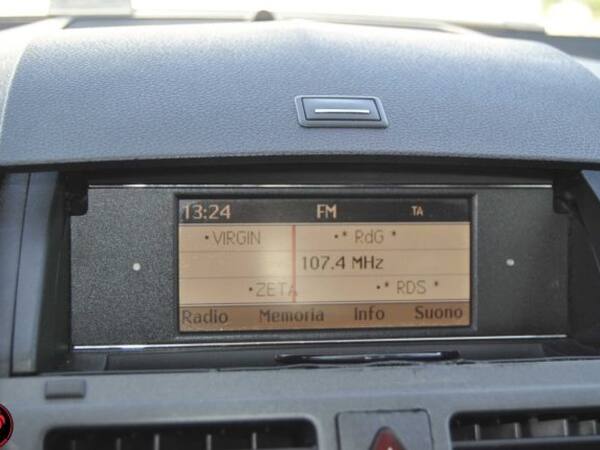 13:24 FM TA
•VIRGIN •* RdG *
107.4 MHz
•ZETA •* RDS *
Radio Memoria Info Suono